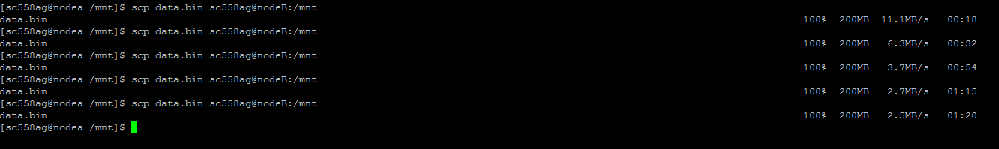 [sc558ag@nodea /mnt]$ scp data.bin sc558ag@nodeB:/mnt
data.bin 100% 200MB 11.1MB/s 00:18
[sc558ag@nodea /mnt]$ scp data.bin sc558ag@nodeB:/mnt
data.bin 100% 200MB 6.3MB/s 00:32
[sc558ag@nodea /mnt]$ scp data.bin sc558ag@nodeB:/mnt
data.bin 100% 200MB 3.7MB/s 00:54
[sc558ag@nodea /mnt]$ scp data.bin sc558ag@nodeB:/mnt
data.bin 100% 200MB 2.7MB/s 01:15
[sc558ag@nodea /mnt]$ scp data.bin sc558ag@nodeB:/mnt
data.bin 100% 200MB 2.5MB/s 01:20
[sc558ag@nodea /mnt]$